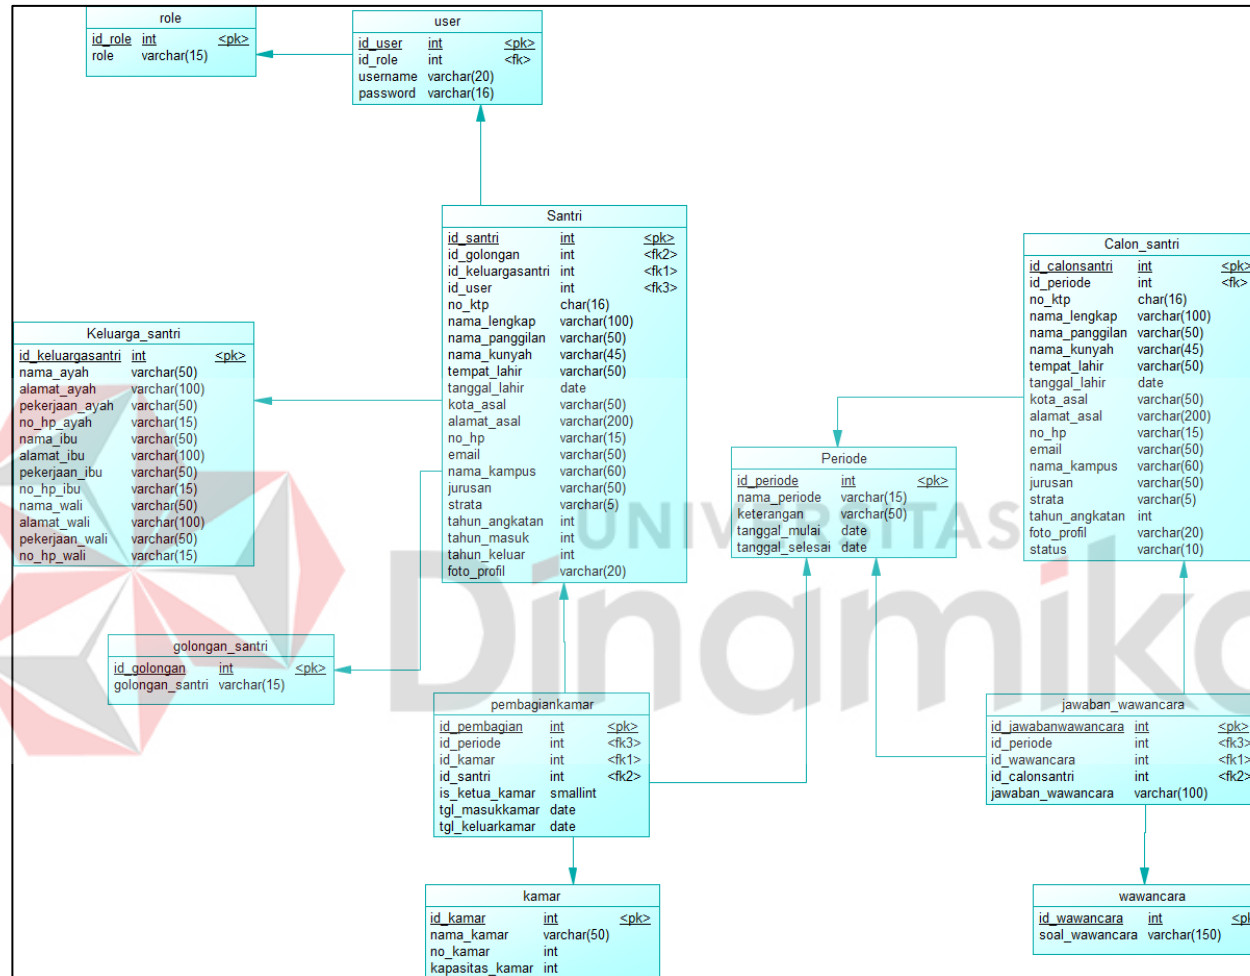 role
id_role int <pk>
role varchar(15)
user
id_user int <pk>
id_role int <fk>
username varchar(20)
password varchar(16)
Santri
id_santri int <pk>
id_golongan int <fk2>
id_keluargasantri int <fk1>
id_user int <fk3>
no_ktp char(16)
nama_lengkap varchar(100)
nama_panggilan varchar(50)
nama_kunyah varchar(45)
tempat_lahir varchar(50)
tanggal_lahir date
kota_asal varchar(50)
alamat_asal varchar(200)
no_hp varchar(15)
email varchar(50)
nama_kampus varchar(60)
jurusan varchar(50)
strata varchar(5)
tahun_angkatan int
tahun_masuk int
tahun_keluar int
foto_profil varchar(20)
Calon_santri
id_calonsantri int <pk>
id_periode int <fk>
no_ktp char(16)
nama_lengkap varchar(100)
nama_panggilan varchar(50)
nama_kunyah varchar(45)
tempat_lahir varchar(50)
tanggal_lahir date
kota_asal varchar(50)
alamat_asal varchar(200)
no_hp varchar(15)
email varchar(50)
nama_kampus varchar(60)
jurusan varchar(50)
strata varchar(5)
tahun_angkatan int
foto_profil varchar(20)
status varchar(10)
Keluarga_santri
id_keluargasantri int <pk>
nama_ayah varchar(50)
alamat_ayah varchar(100)
pekerjaan_ayah varchar(50)
no_hp_ayah varchar(15)
nama_ibu varchar(50)
alamat_ibu varchar(100)
pekerjaan_ibu varchar(50)
no_hp_ibu varchar(15)
nama_wali varchar(50)
alamat_wali varchar(100)
pekerjaan_wali varchar(50)
no_hp_wali varchar(15)
Periode
id_periode int <pk>
nama_periode varchar(15)
keterangan varchar(50)
tanggal_mulai date
tanggal_selesai date
UNIVERSITAS
Dinamika
golongan_santri
id_golongan int <pk>
golongan_santri varchar(15)
pembagiankamar
id_pembagian int <pk>
id_periode int <fk3>
id_kamar int <fk1>
id_santri int <fk2>
is_ketua_kamar smallint
tgl_masukkamar date
tgl_keluarkamar date
jawaban_wawancara
id_jawabanwawancara int <pk>
id_periode int <fk3>
id_wawancara int <fk1>
id_calonsantri int <fk2>
jawaban_wawancara varchar(100)
kamar
id_kamar int <pk>
nama_kamar varchar(50)
no_kamar int
kapasitas_kamar int
wawancara
id_wawancara int <pk
soal_wawancara varchar(150)